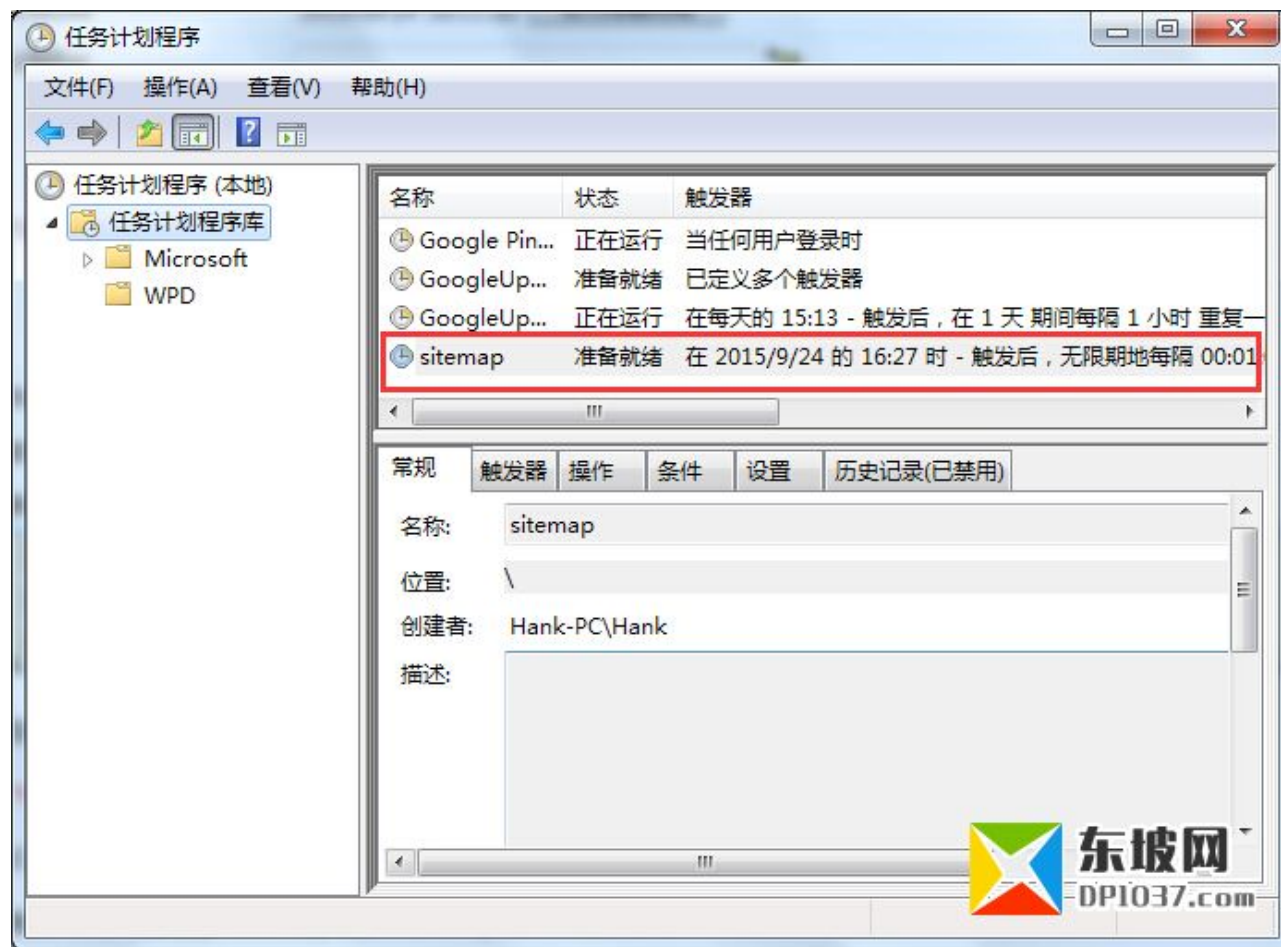 任务计划程序
文件(F) 操作(A) 查看(V) 帮助(H)
任务计划程序 (本地)
任务计划程序库
Microsoft
WPD
名称 状态 触发器
Google Pin... 正在运行 当任何用户登录时
GoogleUp... 准备就绪 已定义多个触发器
GoogleUp... 正在运行 在每天的 15:13 - 触发后，在 1 天 期间每隔 1 小时 重复一
sitemap 准备就绪 在 2015/9/24 的 16:27 时 - 触发后，无限期地每隔 00:01
常规 触发器 操作 条件 设置 历史记录(已禁用)
名称: sitemap
位置: \
创建者: Hank-PC\Hank
描述:
东坡网
DP1037.com